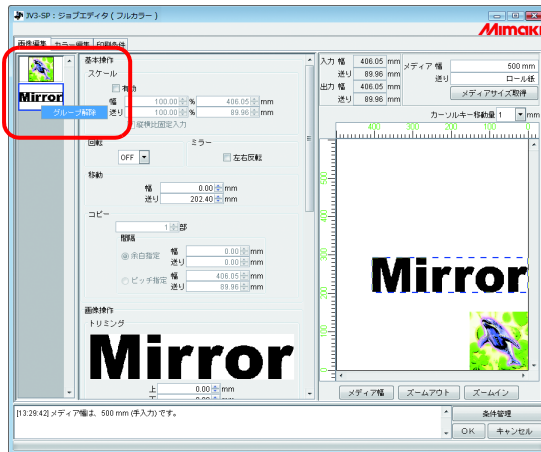 JV3-SP：ジョブエディタ ( フルカラー )
Mimaki
画像編集 カラー編集 印刷条件
Mirror
グループ解除
基本操作
スケール
有効
幅 100.00 % 406.05 mm
送り 100.00 % 89.96 mm
縦横比固定入力
回転 ミラー
OFF 左右反転
移動
幅 0.00 mm
送り 202.40 mm
コピー
1 部
間隔
余白指定 幅 0.00 mm
送り 0.00 mm
ピッチ指定 幅 406.05 mm
送り 89.96 mm
画像操作
トリミング
Mirror
上 0.00 mm
入力 幅 406.05 mm
送り 89.96 mm
出力 幅 406.05 mm
送り 89.96 mm
メディア 幅 500 mm
送り ロール紙
メディアサイズ取得
カーソルキー移動量 1 mm
400 300 200 100 0
Mirror
メディア幅 ズームアウト ズームイン
[13:29:42] メディア幅は、500 mm (手入力) です。
条件管理
OK キャンセル